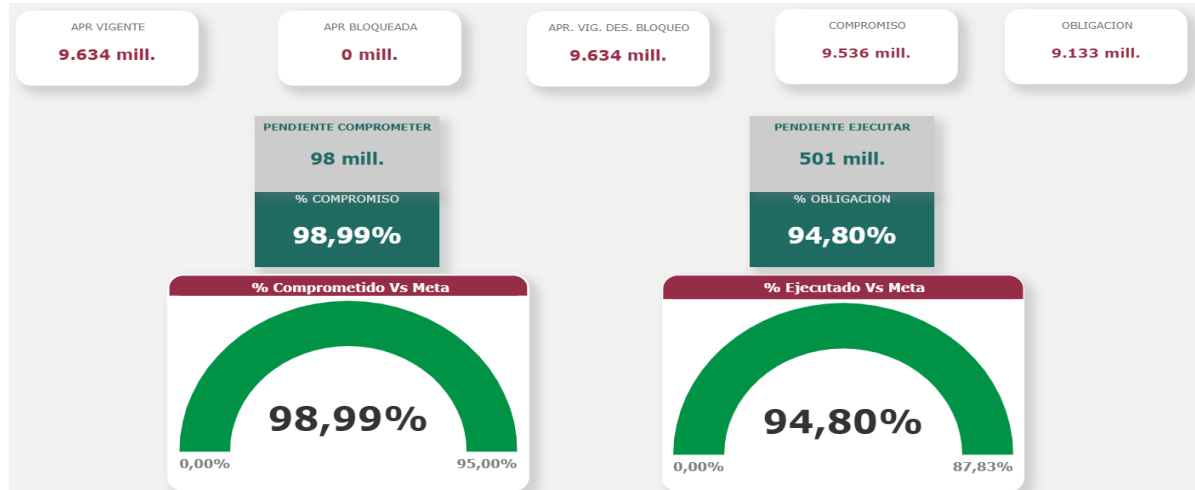 APR VIGENTE
9.634 mill.
APR BLOQUEADA
0 mill.
APR. VIG. DES. BLOQUEO
9.634 mill.
COMPROMISO
9.536 mill.
OBLIGACION
9.133 mill.
PENDIENTE COMPROMETER
98 mill.
% COMPROMISO
98,99%
PENDIENTE EJECUTAR
501 mill.
% OBLIGACION
94,80%
% Comprometido Vs Meta
98,99%
0,00%
95,00%
% Ejecutado Vs Meta
94,80%
0,00%
87,83%